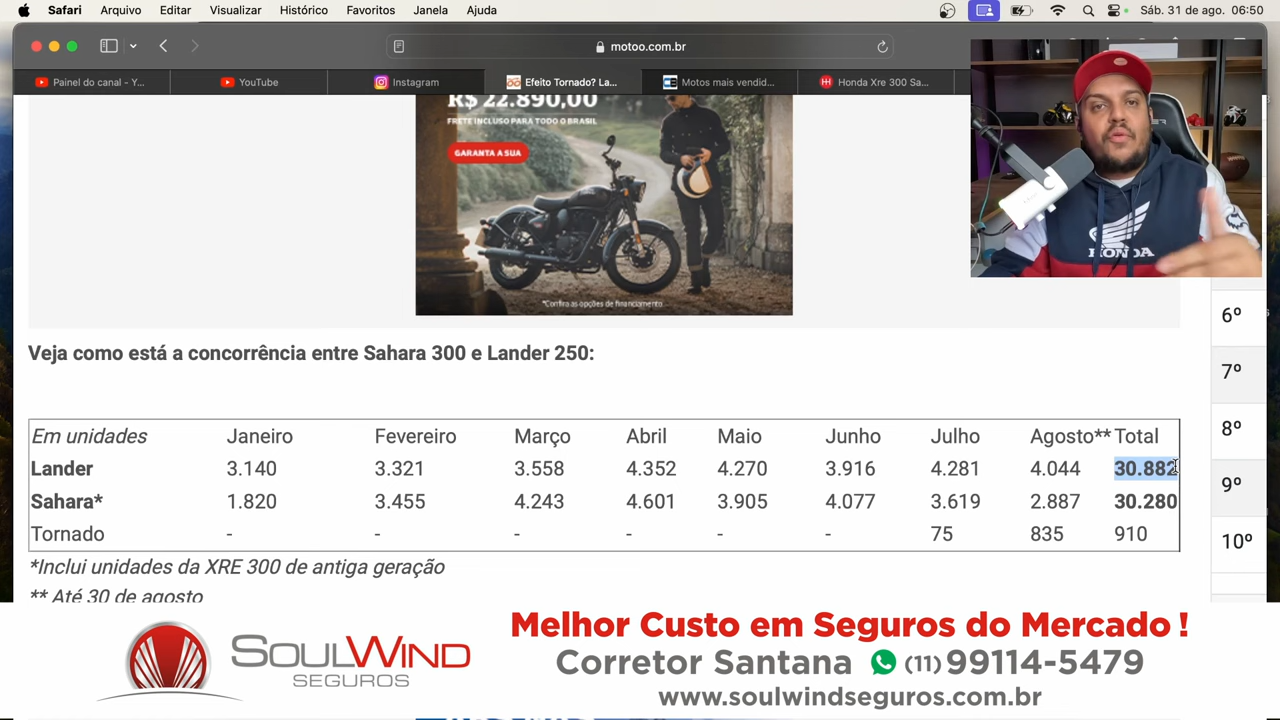 Safari Arquivo Editar Visualizar Histórico Favoritos Janela Ajuda Sáb. 31 de ago. 06:50
motoo.com.br
Painel do canal - Y... YouTube Instagram Efeito Tornado? La... Motos mais vendid... Honda Xre 300 Sa...
R$ 22.890,00
FRETE INCLUSO PARA TODO O BRASIL
GARANTA A SUA
*Confira as opções de financiamento
HONDA
6º
7º
8º
9º
10º
Veja como está a concorrência entre Sahara 300 e Lander 250:
Em unidades Janeiro Fevereiro Março Abril Maio Junho Julho Agosto** Total
Lander 3.140 3.321 3.558 4.352 4.270 3.916 4.281 4.044 30.882
Sahara* 1.820 3.455 4.243 4.601 3.905 4.077 3.619 2.887 30.280
Tornado - - - - - - 75 835 910
*Inclui unidades da XRE 300 de antiga geração
** Até 30 de agosto
SOULWIND
SEGUROS
Melhor Custo em Seguros do Mercado !
Corretor Santana (11) 99114-5479
www.soulwindseguros.com.br